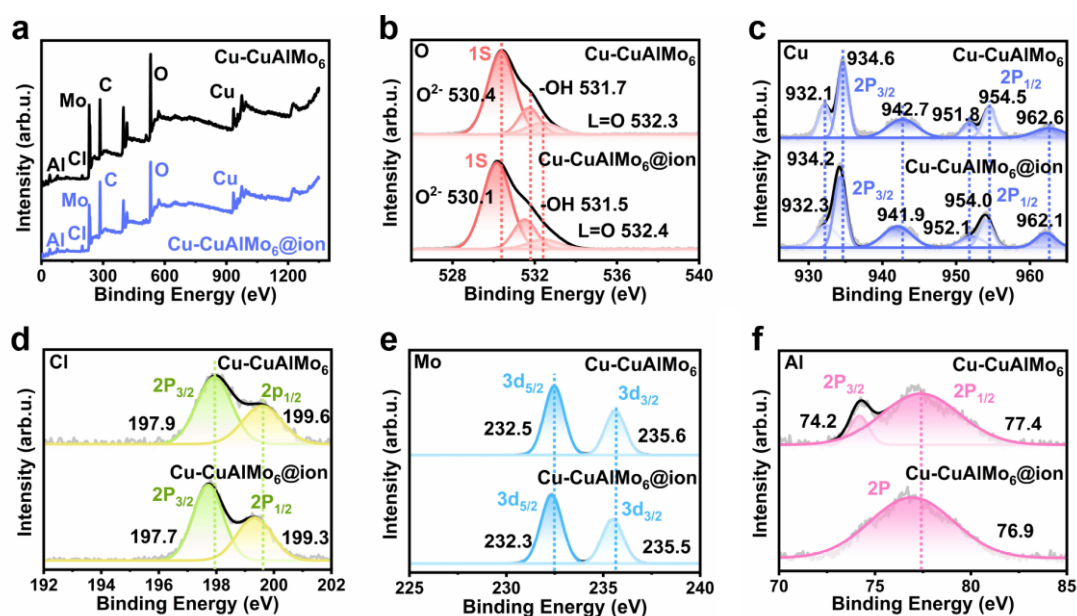 a
Cu-CuAlMo₆
Mo
C
O
Cu
Al
Cl
Mo
C
O
Cu
Al
Cl
Cu-CuAlMo₆@ion
Intensity (arb.u.)
0 300 600 900 1200
Binding Energy (eV)
b
O
1S
Cu-CuAlMo₆
O²⁻ 530.4
-OH 531.7
L=O 532.3
1S
Cu-CuAlMo₆@ion
O²⁻ 530.1
-OH 531.5
L=O 532.4
Intensity (arb.u.)
528 532 536 540
Binding Energy (eV)
c
Cu
934.6
Cu-CuAlMo₆
932.1
2P₃/₂
942.7
951.8
954.5
2P₁/₂
962.6
934.2
Cu-CuAlMo₆@ion
932.3
2P₃/₂
941.9
952.1
954.0
2P₁/₂
962.1
Intensity (arb.u.)
930 940 950 960
Binding Energy (eV)
d
Cl
Cu-CuAlMo₆
2P₃/₂
2p₁/₂
197.9
199.6
Cu-CuAlMo₆@ion
2P₃/₂
2P₁/₂
197.7
199.3
Intensity (arb.u.)
192 194 196 198 200 202
Binding Energy (eV)
e
Mo
Cu-CuAlMo₆
3d₅/₂
3d₃/₂
232.5
235.6
Cu-CuAlMo₆@ion
3d₅/₂
3d₃/₂
232.3
235.5
Intensity (arb.u.)
225 230 235 240
Binding Energy (eV)
f
Al
Cu-CuAlMo₆
2P₃/₂
2P₁/₂
74.2
77.4
Cu-CuAlMo₆@ion
2P
76.9
Intensity (arb.u.)
70 75 80 85
Binding Energy (eV)